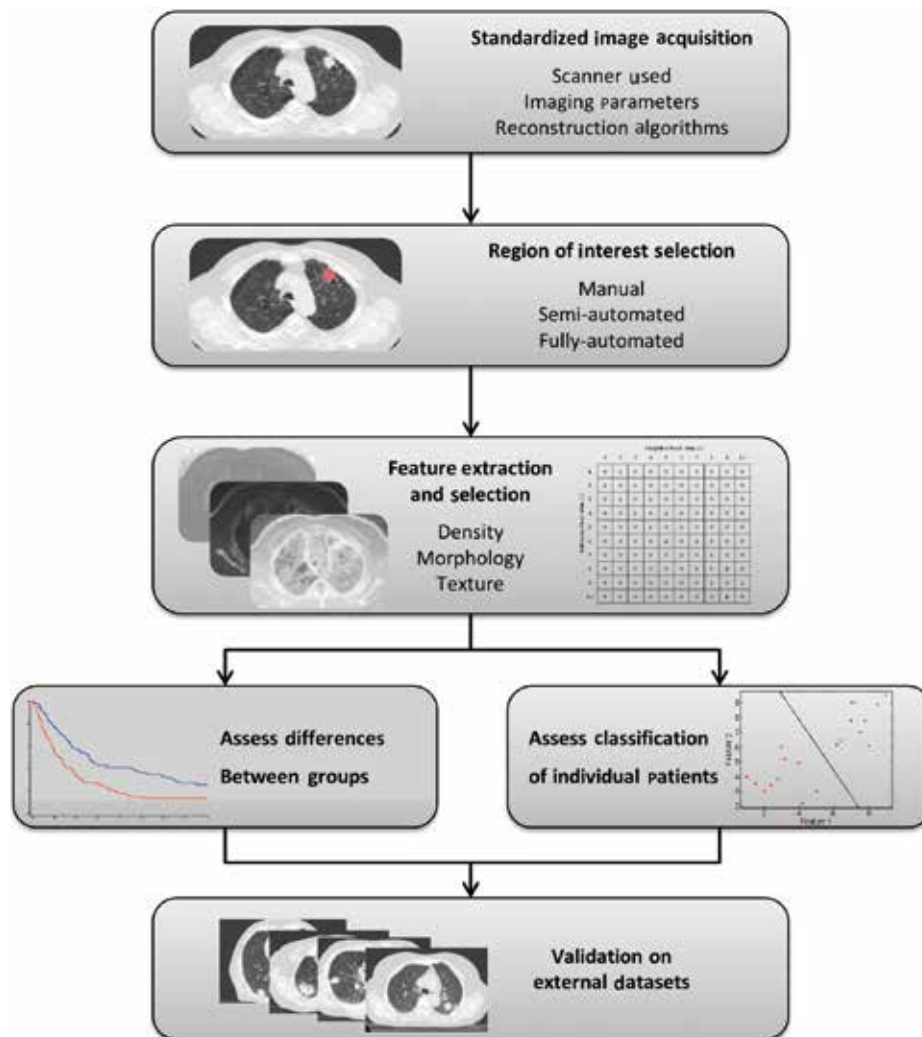 Standardized image acquisition
Scanner used
Imaging Parameters
Reconstruction algorithms
Region of interest selection
Manual
Semi-automated
Fully-automated
Feature extraction
and selection
Density
Morphology
Texture
Assess differences
Between groups
Assess classification
of individual Patients
Feature
Feature
Validation on
external datasets